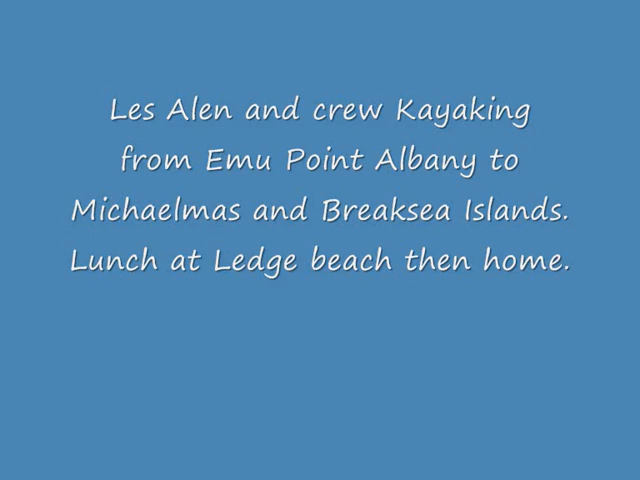 Les Alen and crew Kayaking
from Emu Point Albany to
Michaelmas and Breaksea Islands.
Lunch at Ledge beach then home.